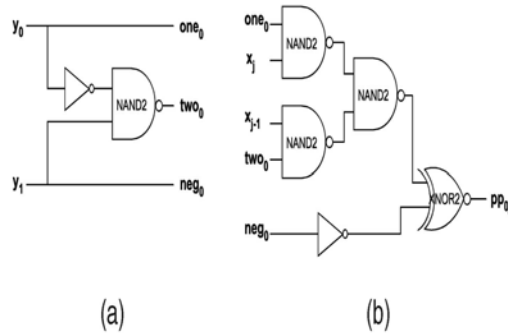 y0
one0
NAND2
two0
y1
neg0
(a)
one0
NAND2
xj
NAND2
xj-1
NAND2
two0
XNOR2
pp0
neg0
(b)